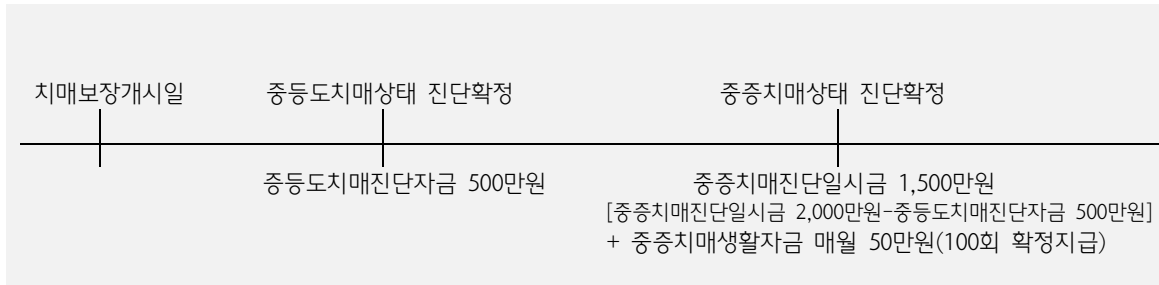 치매보장개시일
중등도치매상태 진단확정
중증치매상태 진단확정
중등도치매진단자금 500만원
중증치매진단일시금 1,500만원
[중증치매진단일시금 2,000만원-중등도치매진단자금 500만원]
+ 중증치매생활자금 매월 50만원(100회 확정지급)